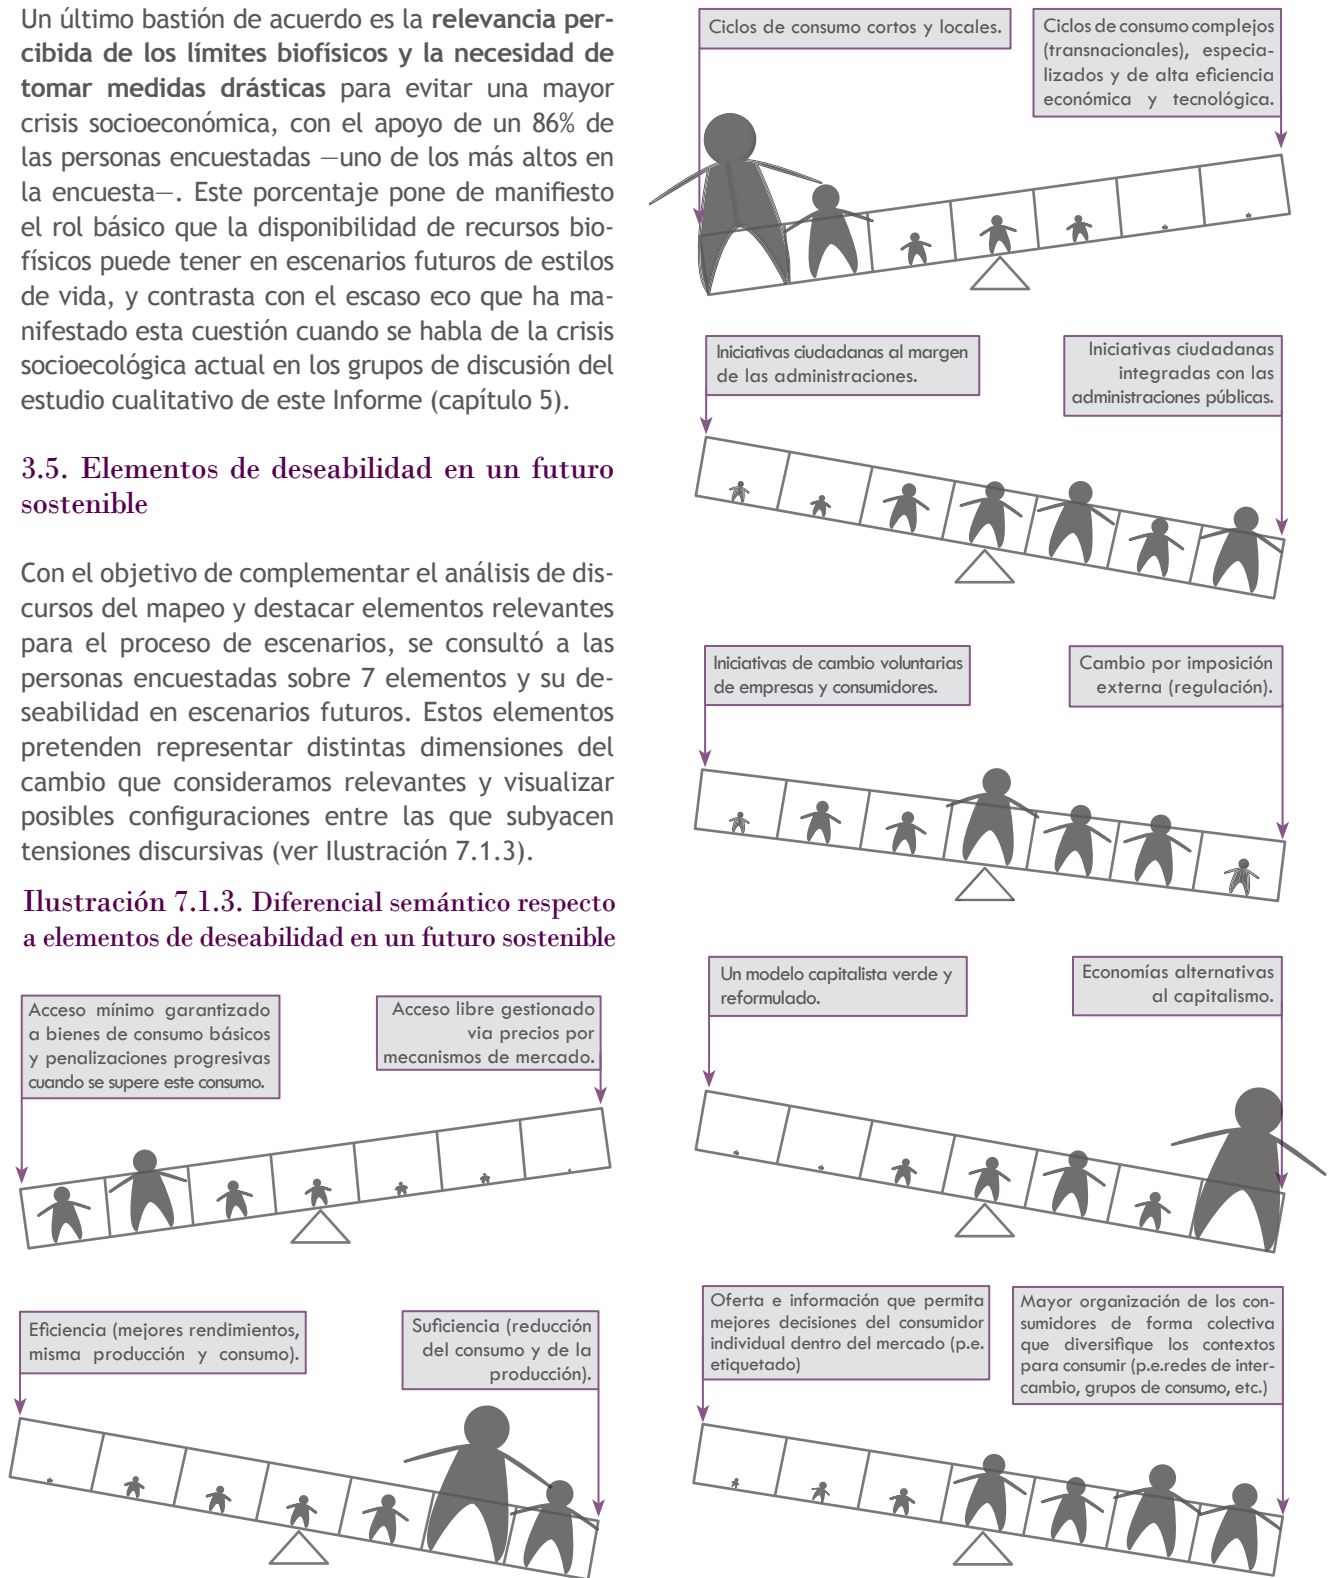 Un último bastión de acuerdo es la relevancia per-
cibida de los límites biofísicos y la necesidad de
tomar medidas drásticas para evitar una mayor
crisis socioeconómica, con el apoyo de un 86% de
las personas encuestadas —uno de los más altos en
la encuesta—. Este porcentaje pone de manifiesto
el rol básico que la disponibilidad de recursos bio-
físicos puede tener en escenarios futuros de estilos
de vida, y contrasta con el escaso eco que ha ma-
nifestado esta cuestión cuando se habla de la crisis
socioecológica actual en los grupos de discusión del
estudio cualitativo de este Informe (capítulo 5).
3.5. Elementos de deseabilidad en un futuro
sostenible
Con el objetivo de complementar el análisis de dis-
cursos del mapeo y destacar elementos relevantes
para el proceso de escenarios, se consultó a las
personas encuestadas sobre 7 elementos y su de-
seabilidad en escenarios futuros. Estos elementos
pretenden representar distintas dimensiones del
cambio que consideramos relevantes y visualizar
posibles configuraciones entre las que subyacen
tensiones discursivas (ver Ilustración 7.1.3).
Ilustración 7.1.3. Diferencial semántico respecto
a elementos de deseabilidad en un futuro sostenible
Acceso mínimo garantizado
a bienes de consumo básicos
y penalizaciones progresivas
cuando se supere este consumo.
Acceso libre gestionado
via precios por
mecanismos de mercado.
Eficiencia (mejores rendimientos,
misma producción y consumo).
Suficiencia (reducción
del consumo y de la
producción).
Ciclos de consumo cortos y locales.
Ciclos de consumo complejos
(transnacionales), especia-
lizados y de alta eficiencia
económica y tecnológica.
Iniciativas ciudadanas al margen
de las administraciones.
Iniciativas ciudadanas
integradas con las
administraciones públicas.
Iniciativas de cambio voluntarias
de empresas y consumidores.
Cambio por imposición
externa (regulación).
Un modelo capitalista verde y
reformulado.
Economías alternativas
al capitalismo.
Oferta e información que permita
mejores decisiones del consumidor
individual dentro del mercado (p.e.
etiquetado)
Mayor organización de los con-
sumidores de forma colectiva
que diversifique los contextos
para consumir (p.e.redes de inter-
cambio, grupos de consumo, etc.)